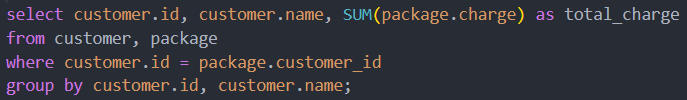 select customer.id, customer.name, SUM(package.charge) as total_charge
from customer, package
where customer.id = package.customer_id
group by customer.id, customer.name;